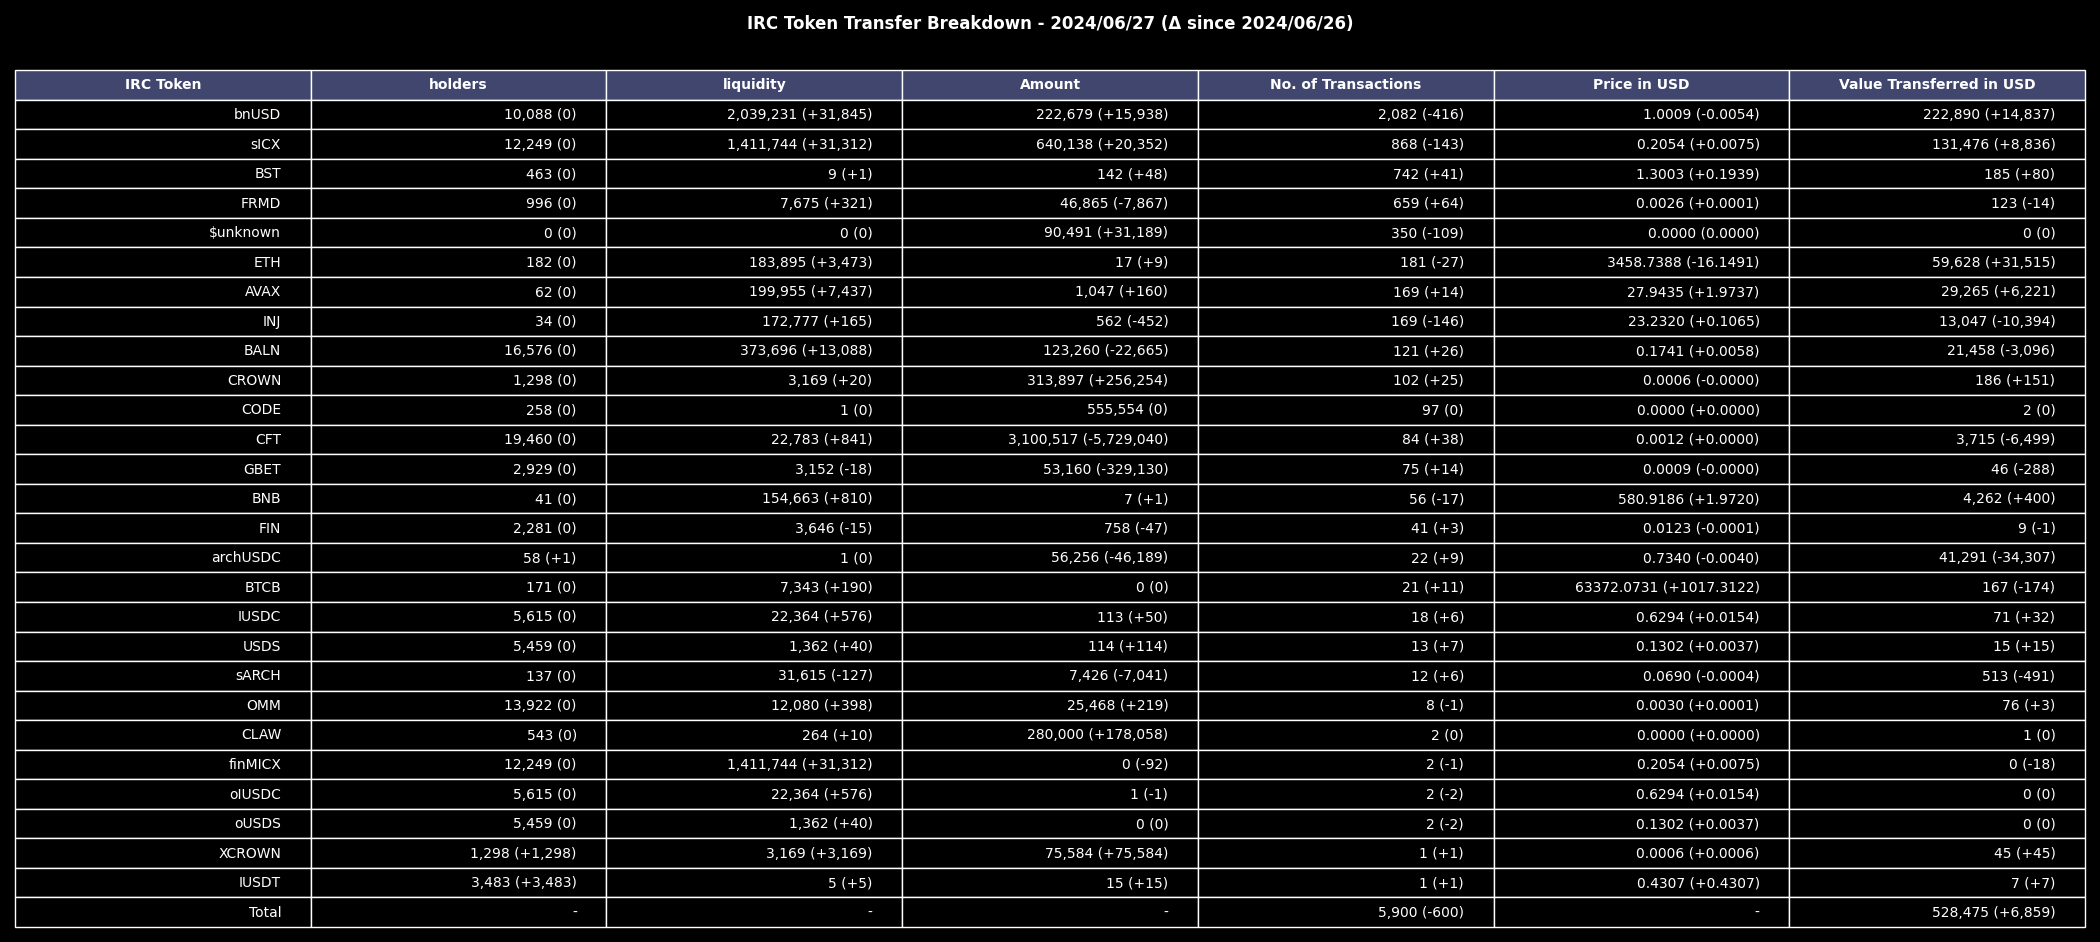 IRC Token Transfer Breakdown - 2024/06/27 (Δ since 2024/06/26)
IRC Token holders liquidity Amount No. of Transactions Price in USD Value Transferred in USD
bnUSD 10,088 (0) 2,039,231 (+31,845) 222,679 (+15,938) 2,082 (-416) 1.0009 (-0.0054) 222,890 (+14,837)
sICX 12,249 (0) 1,411,744 (+31,312) 640,138 (+20,352) 868 (-143) 0.2054 (+0.0075) 131,476 (+8,836)
BST 463 (0) 9 (+1) 142 (+48) 742 (+41) 1.3003 (+0.1939) 185 (+80)
FRMD 996 (0) 7,675 (+321) 46,865 (-7,867) 659 (+64) 0.0026 (+0.0001) 123 (-14)
$unknown 0 (0) 0 (0) 90,491 (+31,189) 350 (-109) 0.0000 (0.0000) 0 (0)
ETH 182 (0) 183,895 (+3,473) 17 (+9) 181 (-27) 3458.7388 (-16.1491) 59,628 (+31,515)
AVAX 62 (0) 199,955 (+7,437) 1,047 (+160) 169 (+14) 27.9435 (+1.9737) 29,265 (+6,221)
INJ 34 (0) 172,777 (+165) 562 (-452) 169 (-146) 23.2320 (+0.1065) 13,047 (-10,394)
BALN 16,576 (0) 373,696 (+13,088) 123,260 (-22,665) 121 (+26) 0.1741 (+0.0058) 21,458 (-3,096)
CROWN 1,298 (0) 3,169 (+20) 313,897 (+256,254) 102 (+25) 0.0006 (-0.0000) 186 (+151)
CODE 258 (0) 1 (0) 555,554 (0) 97 (0) 0.0000 (+0.0000) 2 (0)
CFT 19,460 (0) 22,783 (+841) 3,100,517 (-5,729,040) 84 (+38) 0.0012 (+0.0000) 3,715 (-6,499)
GBET 2,929 (0) 3,152 (-18) 53,160 (-329,130) 75 (+14) 0.0009 (-0.0000) 46 (-288)
BNB 41 (0) 154,663 (+810) 7 (+1) 56 (-17) 580.9186 (+1.9720) 4,262 (+400)
FIN 2,281 (0) 3,646 (-15) 758 (-47) 41 (+3) 0.0123 (-0.0001) 9 (-1)
archUSDC 58 (+1) 1 (0) 56,256 (-46,189) 22 (+9) 0.7340 (-0.0040) 41,291 (-34,307)
BTCB 171 (0) 7,343 (+190) 0 (0) 21 (+11) 63372.0731 (+1017.3122) 167 (-174)
IUSDC 5,615 (0) 22,364 (+576) 113 (+50) 18 (+6) 0.6294 (+0.0154) 71 (+32)
USDS 5,459 (0) 1,362 (+40) 114 (+114) 13 (+7) 0.1302 (+0.0037) 15 (+15)
sARCH 137 (0) 31,615 (-127) 7,426 (-7,041) 12 (+6) 0.0690 (-0.0004) 513 (-491)
OMM 13,922 (0) 12,080 (+398) 25,468 (+219) 8 (-1) 0.0030 (+0.0001) 76 (+3)
CLAW 543 (0) 264 (+10) 280,000 (+178,058) 2 (0) 0.0000 (+0.0000) 1 (0)
finMICX 12,249 (0) 1,411,744 (+31,312) 0 (-92) 2 (-1) 0.2054 (+0.0075) 0 (-18)
oIUSDC 5,615 (0) 22,364 (+576) 1 (-1) 2 (-2) 0.6294 (+0.0154) 0 (0)
oUSDS 5,459 (0) 1,362 (+40) 0 (0) 2 (-2) 0.1302 (+0.0037) 0 (0)
XCROWN 1,298 (+1,298) 3,169 (+3,169) 75,584 (+75,584) 1 (+1) 0.0006 (+0.0006) 45 (+45)
IUSDT 3,483 (+3,483) 5 (+5) 15 (+15) 1 (+1) 0.4307 (+0.4307) 7 (+7)
Total - - - 5,900 (-600) - 528,475 (+6,859)